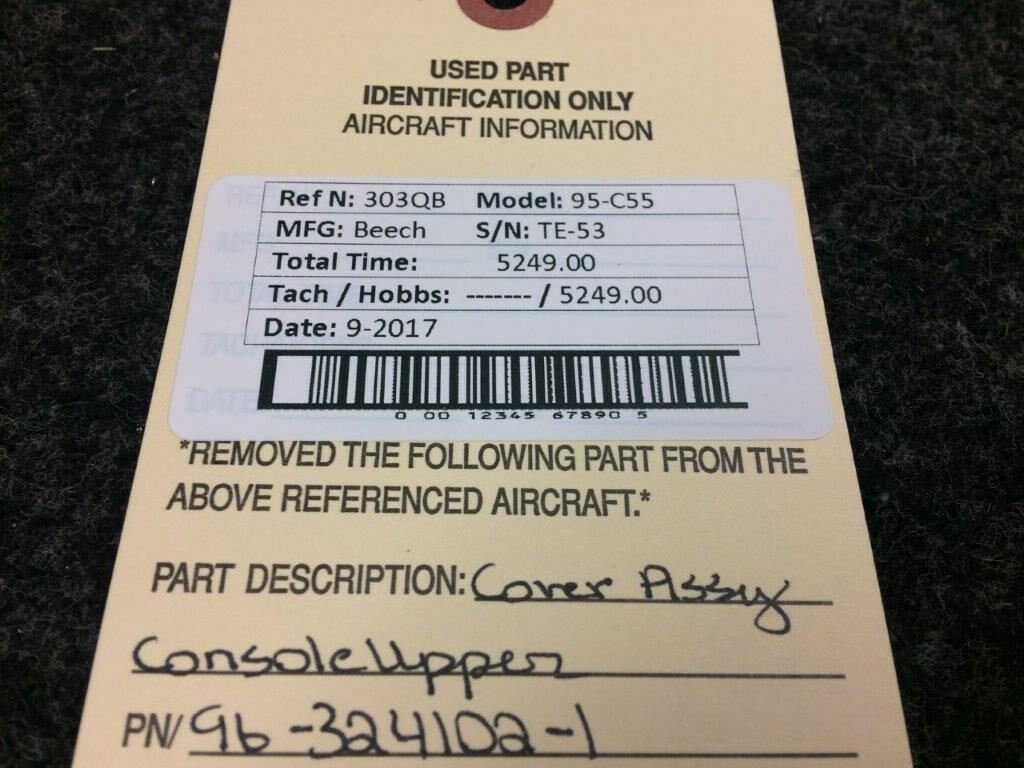 USED PART
IDENTIFICATION ONLY
AIRCRAFT INFORMATION
Ref N: 303QB Model: 95-C55
MFG: Beech S/N: TE-53
Total Time: 5249.00
Tach / Hobbs: ------- / 5249.00
Date: 9-2017
0 00 12345 67890 5
*REMOVED THE FOLLOWING PART FROM THE
ABOVE REFERENCED AIRCRAFT.*
PART DESCRIPTION: Cover Assy
Console Upper
PN/ 96-324102-1